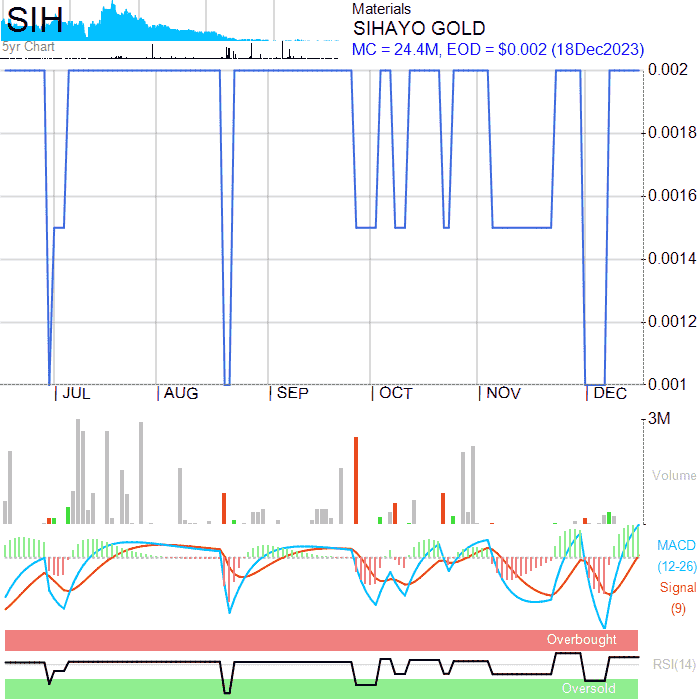 SIH
5yr Chart
Materials
SIHAYO GOLD
MC = 24.4M, EOD = $0.002 (18Dec2023)
0.002
0.0018
0.0016
0.0014
0.0012
0.001
JUL AUG SEP OCT NOV DEC
3M
Volume
MACD
(12-26)
Signal
(9)
Overbought
RSI(14)
Oversold